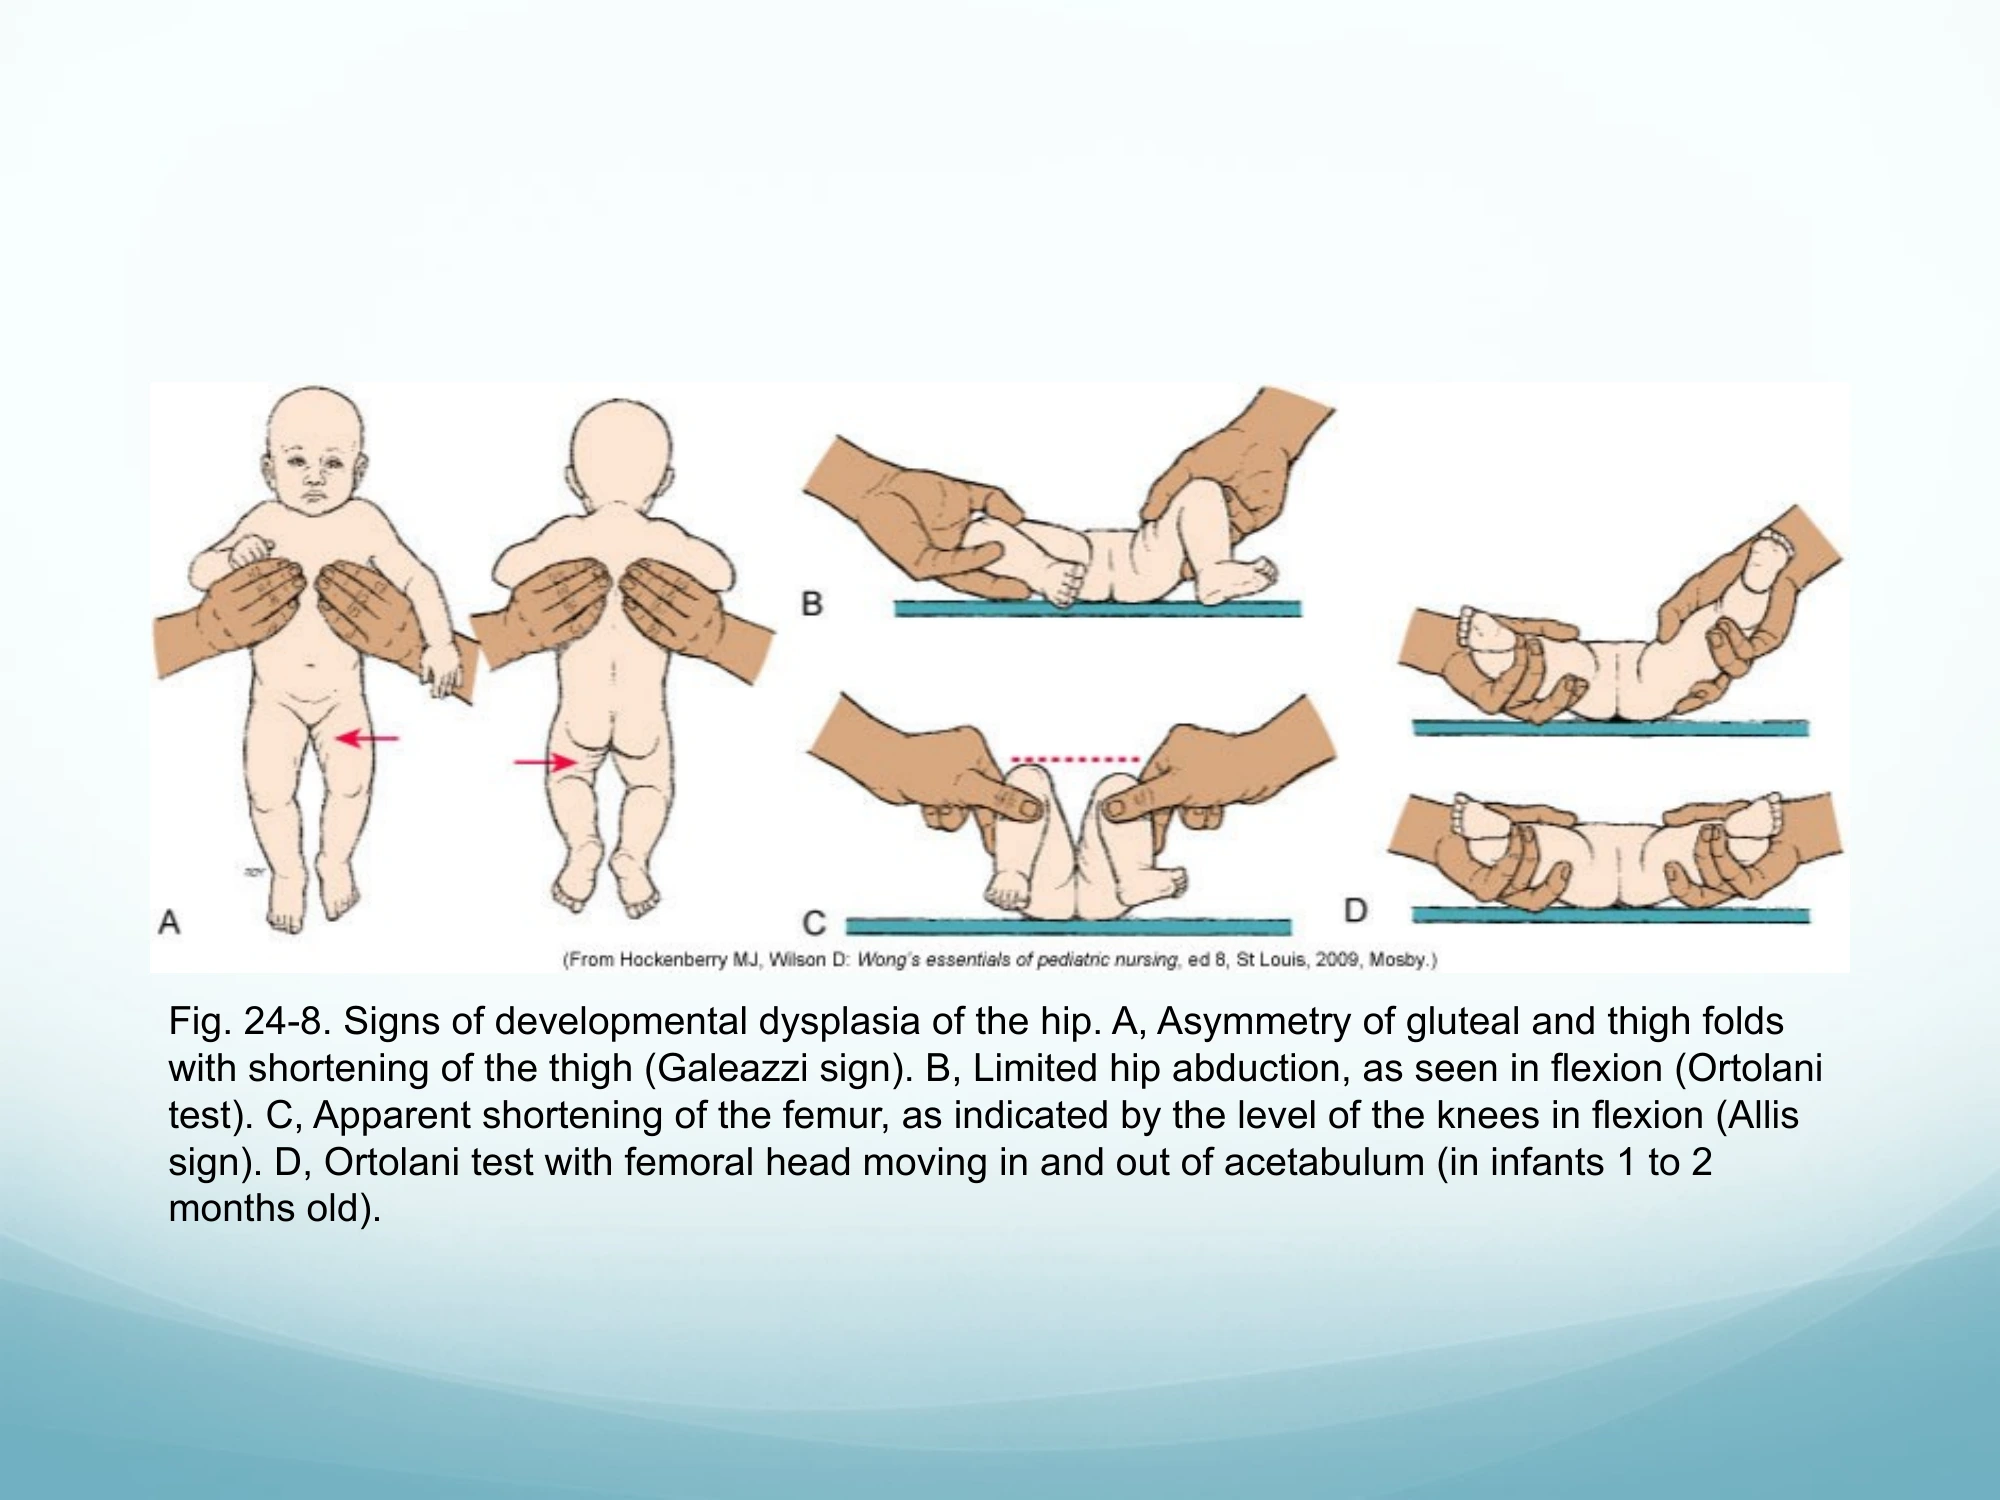 A
B
C
D
(From Hockenberry MJ, Wilson D: Wong's essentials of pediatric nursing, ed 8, St Louis, 2009, Mosby.)
Fig. 24-8. Signs of developmental dysplasia of the hip. A, Asymmetry of gluteal and thigh folds
with shortening of the thigh (Galeazzi sign). B, Limited hip abduction, as seen in flexion (Ortolani
test). C, Apparent shortening of the femur, as indicated by the level of the knees in flexion (Allis
sign). D, Ortolani test with femoral head moving in and out of acetabulum (in infants 1 to 2
months old).